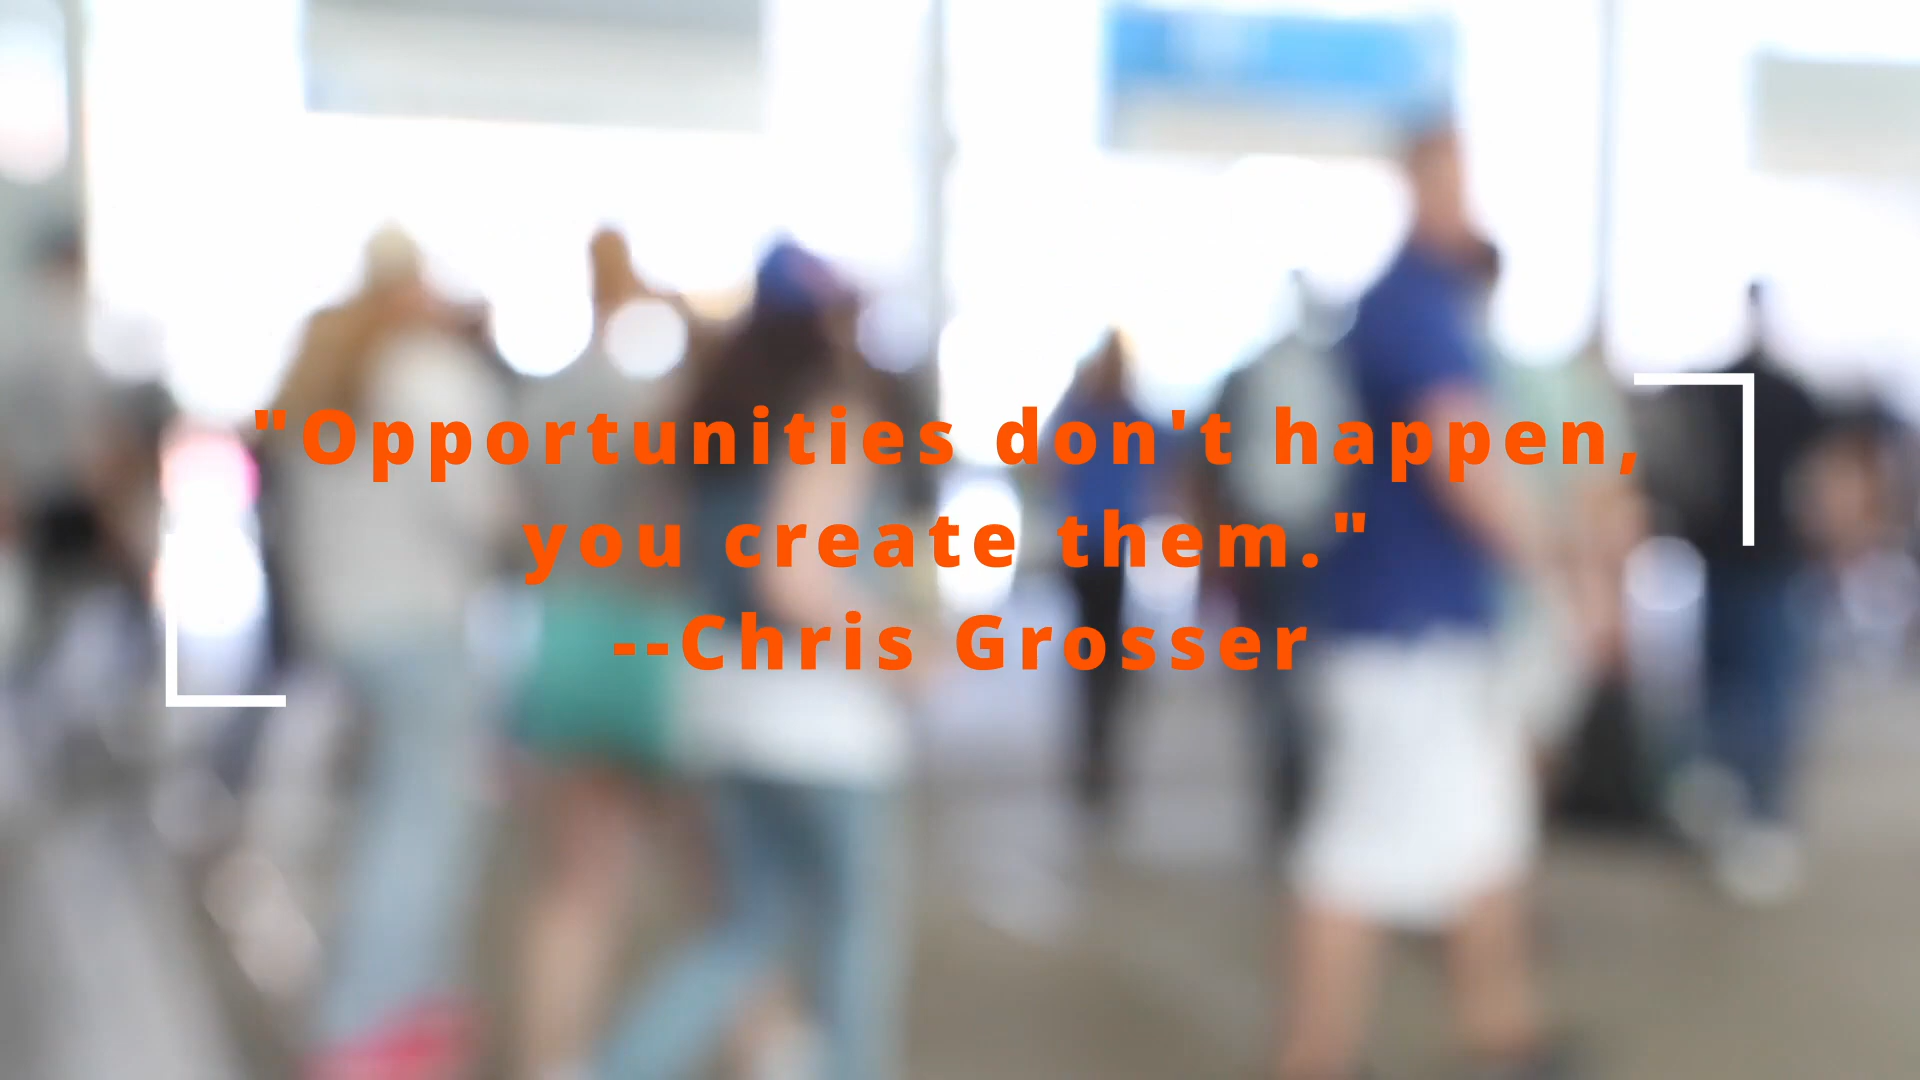 "Opportunities don't happen,
you create them."
--Chris Grosser